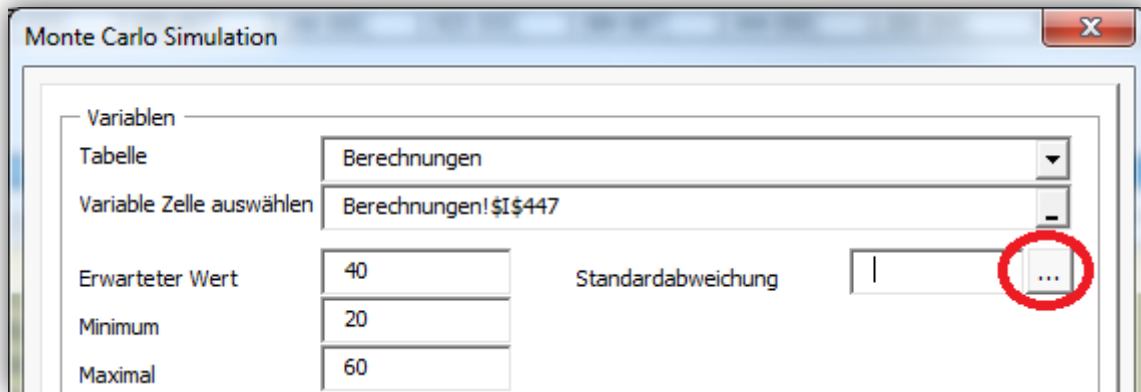 Monte Carlo Simulation
Variablen
Tabelle Berechnungen
Variable Zelle auswählen Berechnungen!$I$447
Erwarteter Wert 40 Standardabweichung ...
Minimum 20
Maximal 60